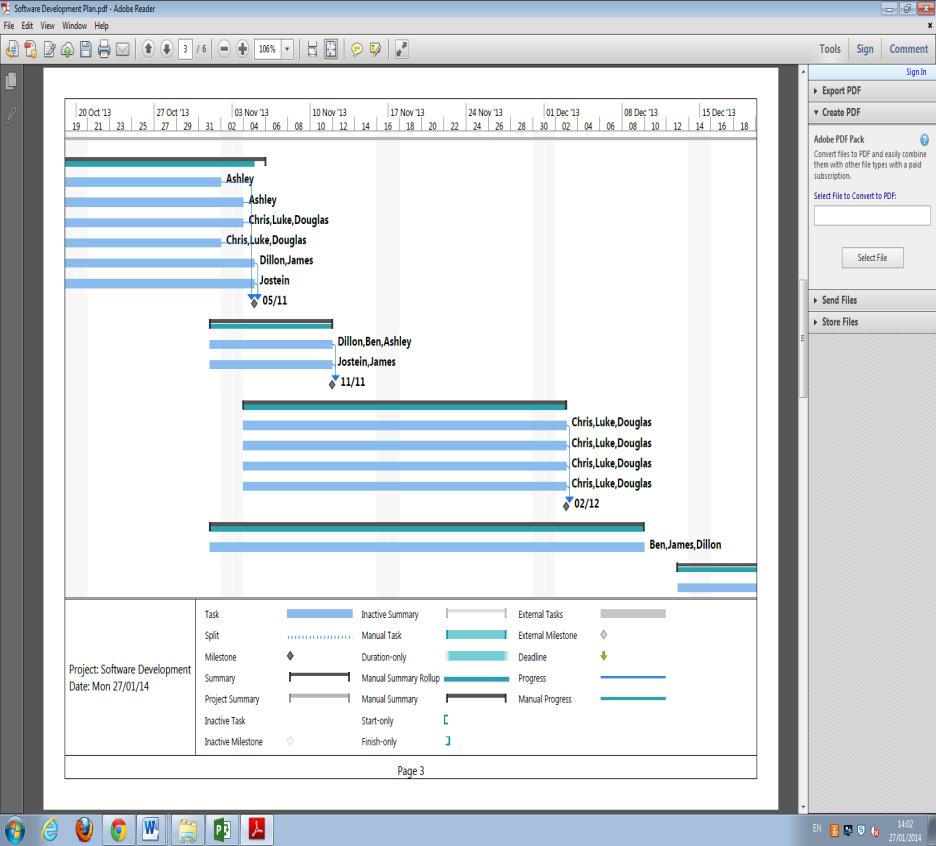 Software Development Plan.pdf - Adobe Reader
File Edit View Window Help
3 / 6 106% Tools Sign Comment
Sign In
Export PDF
Create PDF
Adobe PDF Pack
Convert files to PDF and easily combine
them with other file types with a paid
subscription.
Select File to Convert to PDF:
Select File
Send Files
Store Files
20 Oct '13 27 Oct '13 03 Nov '13 10 Nov '13 17 Nov '13 24 Nov '13 01 Dec '13 08 Dec '13 15 Dec '13
19 21 23 25 27 29 31 02 04 06 08 10 12 14 16 18 20 22 24 26 28 30 02 04 06 08 10 12 14 16 18
Ashley
Ashley
Chris,Luke,Douglas
Chris,Luke,Douglas
Dillon,James
Jostein
05/11
Dillon,Ben,Ashley
Jostein,James
11/11
Chris,Luke,Douglas
Chris,Luke,Douglas
Chris,Luke,Douglas
Chris,Luke,Douglas
02/12
Ben,James,Dillon
Project: Software Development
Date: Mon 27/01/14
Task Inactive Summary External Tasks
Split Manual Task External Milestone
Milestone Duration-only Deadline
Summary Manual Summary Rollup Progress
Project Summary Manual Summary Manual Progress
Inactive Task Start-only
Inactive Milestone Finish-only
Page 3
EN 14:02
27/01/2014